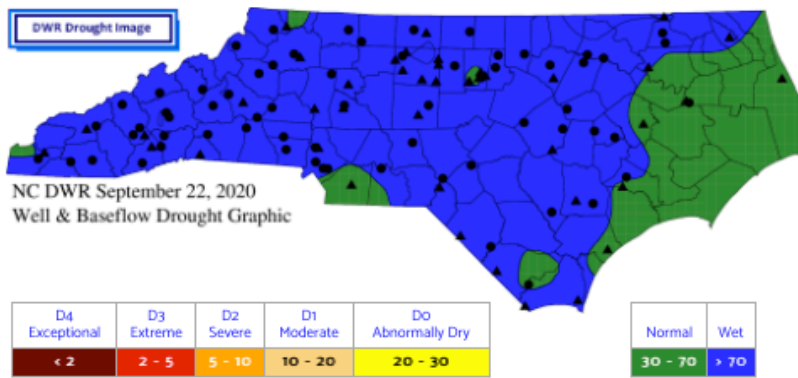 DWR Drought Image
NC DWR September 22, 2020
Well & Baseflow Drought Graphic
D4 D3 D2 D1 D0
Exceptional Extreme Severe Moderate Abnormally Dry Normal Wet
< 2 2 - 5 5 - 10 10 - 20 20 - 30 30 - 70 > 70